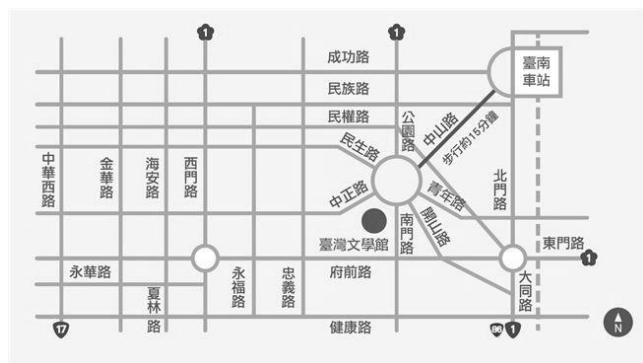 1
1
成功路
臺南
車站
民族路
民權路
公園路
中山路
步行約15分鐘
民生路
中華西路
金華路
海安路
西門路
北門路
中正路
青年路
南門路
開山路
臺灣文學館
東門路
1
永華路
永福路
忠義路
府前路
大同路
夏林路
健康路
17
86
1
N